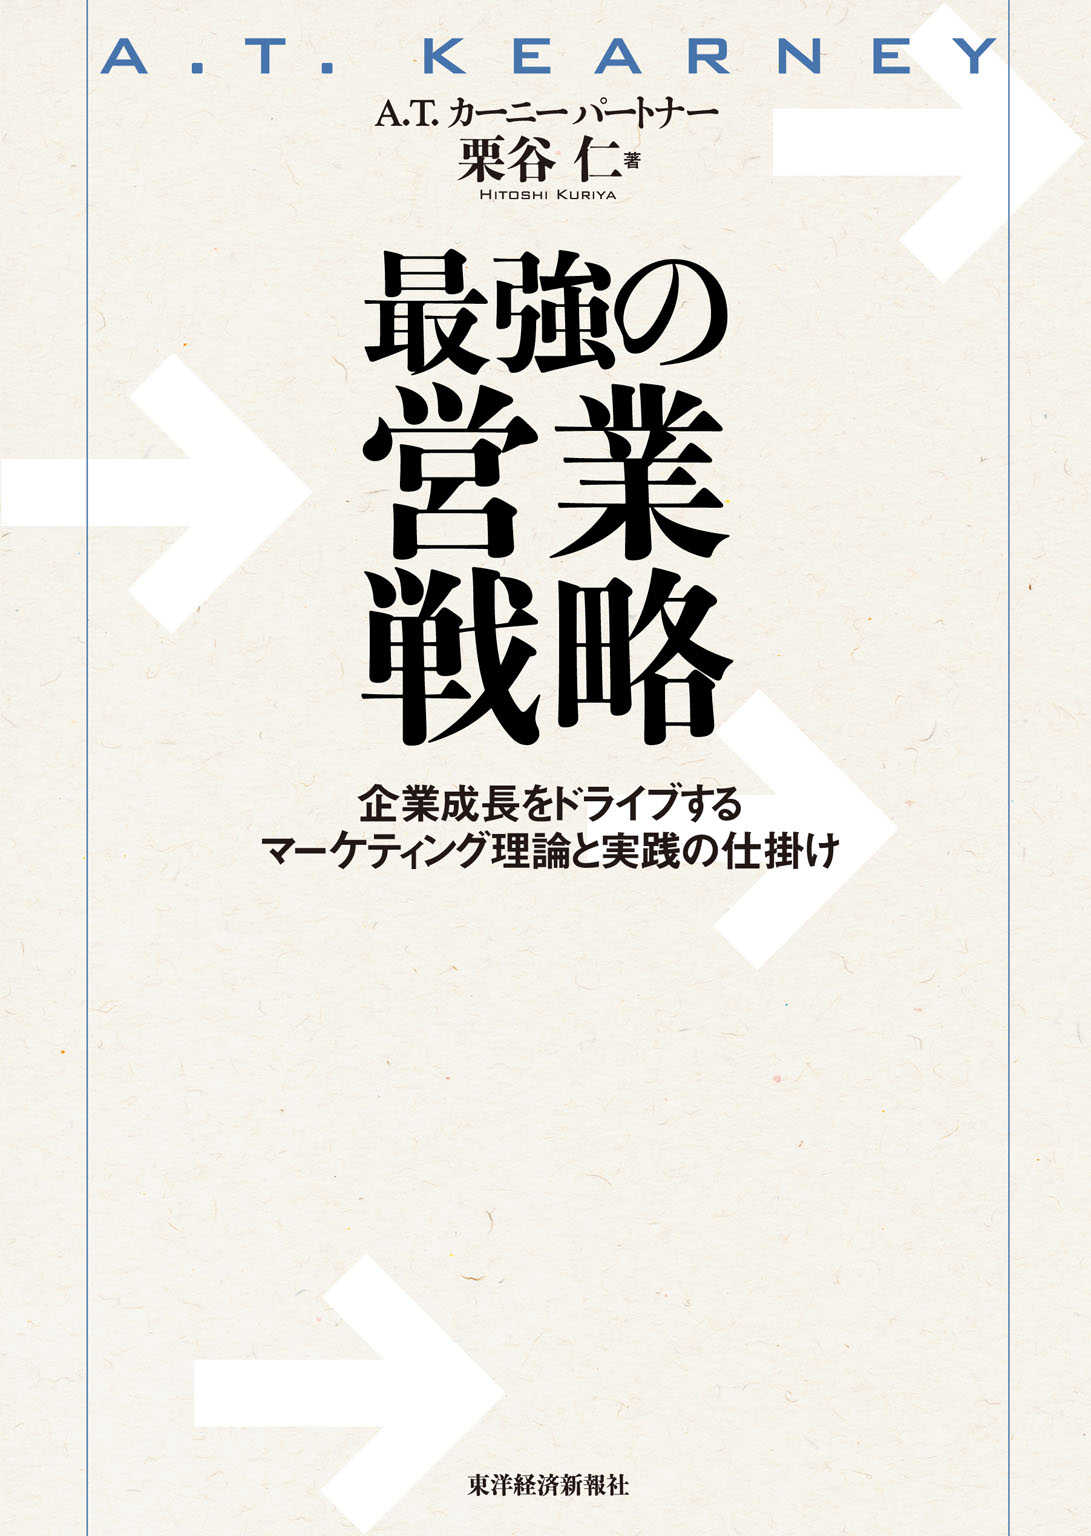 A.T. KEARNEY
A.T. カーニー パートナー
栗谷 仁 著
HITOSHI KURIYA
最強の
営業
戦略
企業成長をドライブする
マーケティング理論と実践の仕掛け
東洋経済新報社